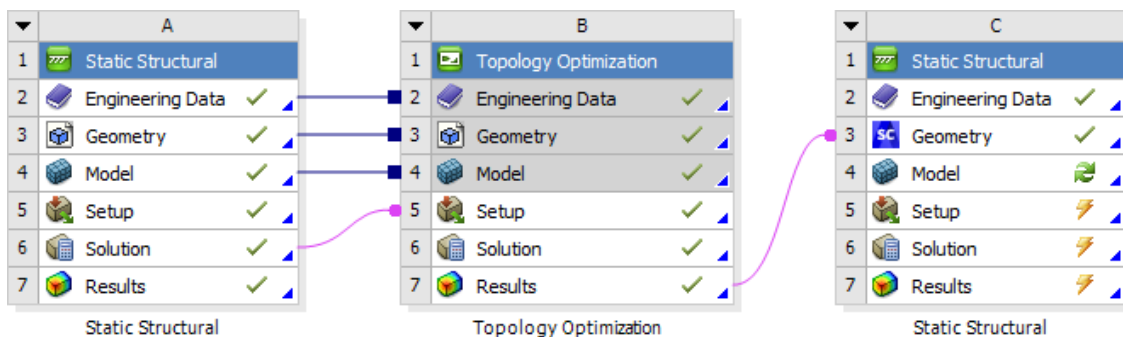 A
1 Static Structural
2 Engineering Data
3 Geometry
4 Model
5 Setup
6 Solution
7 Results
Static Structural
B
1 Topology Optimization
2 Engineering Data
3 Geometry
4 Model
5 Setup
6 Solution
7 Results
Topology Optimization
C
1 Static Structural
2 Engineering Data
3 SC Geometry
4 Model
5 Setup
6 Solution
7 Results
Static Structural